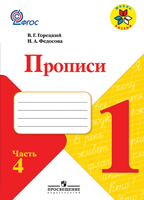 ФГОС
В. Г. Горецкий
Н. А. Федосова
Прописи
1
Часть
4
ПРОСВЕЩЕНИЕ